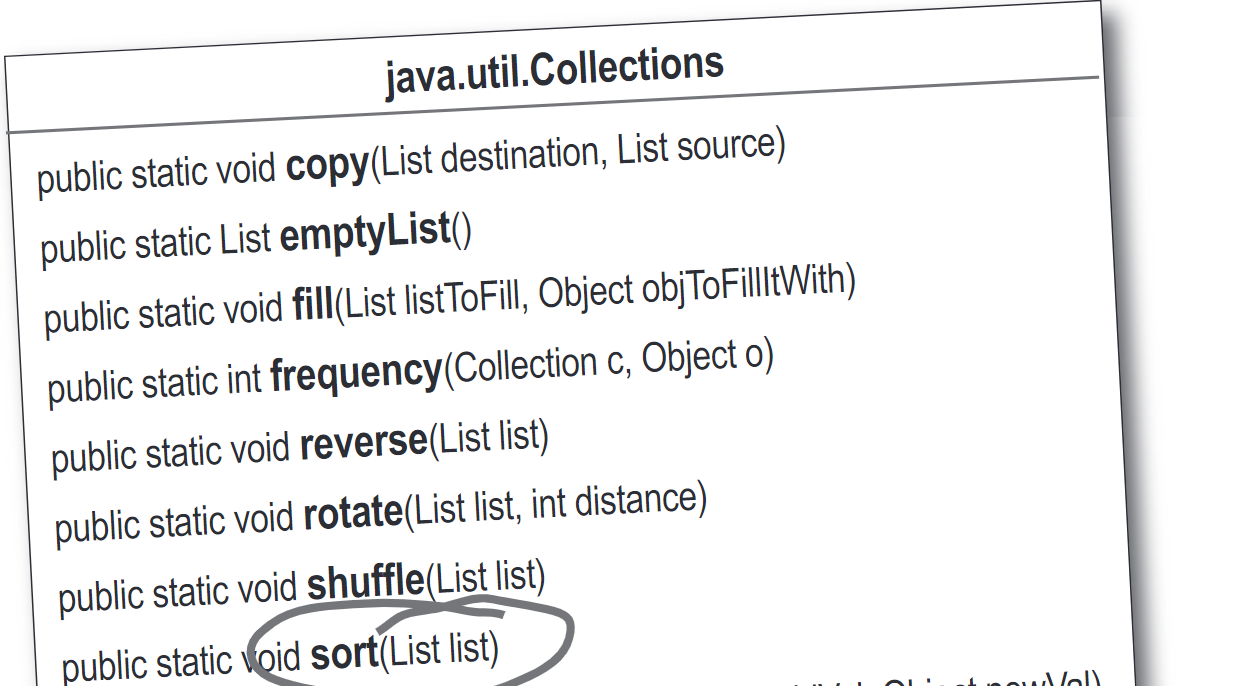 java.util.Collections
public static void copy(List destination, List source)
public static List emptyList()
public static void fill(List listToFill, Object objToFillItWith)
public static int frequency(Collection c, Object o)
public static void reverse(List list)
public static void rotate(List list, int distance)
public static void shuffle(List list)
public static void sort(List list)
Object newVal)